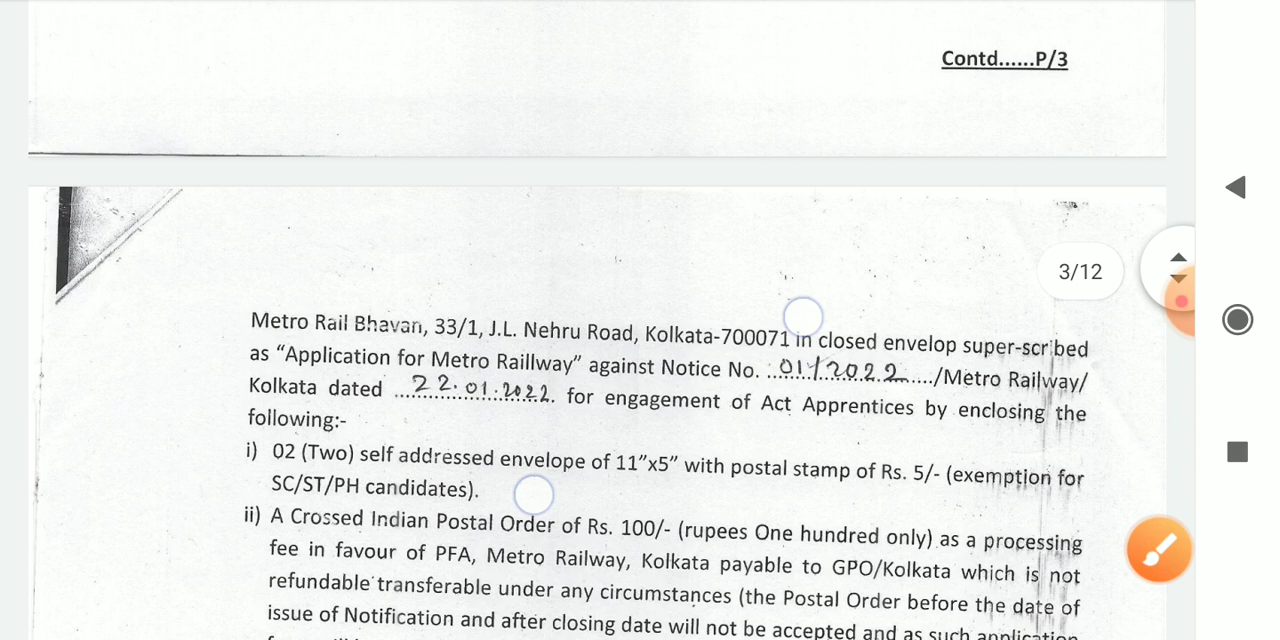 Contd......P/3
3/12
Metro Rail Bhavan, 33/1, J.L. Nehru Road, Kolkata-700071 in closed envelop super-scribed
as “Application for Metro Raillway” against Notice No. ..01/2022..../Metro Railway/
Kolkata dated ...22.01.2022. for engagement of Act Apprentices by enclosing the
following:-
i) 02 (Two) self addressed envelope of 11”x5” with postal stamp of Rs. 5/- (exemption for
SC/ST/PH candidates).
ii) A Crossed Indian Postal Order of Rs. 100/- (rupees One hundred only) as a processing
fee in favour of PFA, Metro Railway, Kolkata payable to GPO/Kolkata which is not
refundable transferable under any circumstances (the Postal Order before the date of
issue of Notification and after closing date will not be accepted and as such application